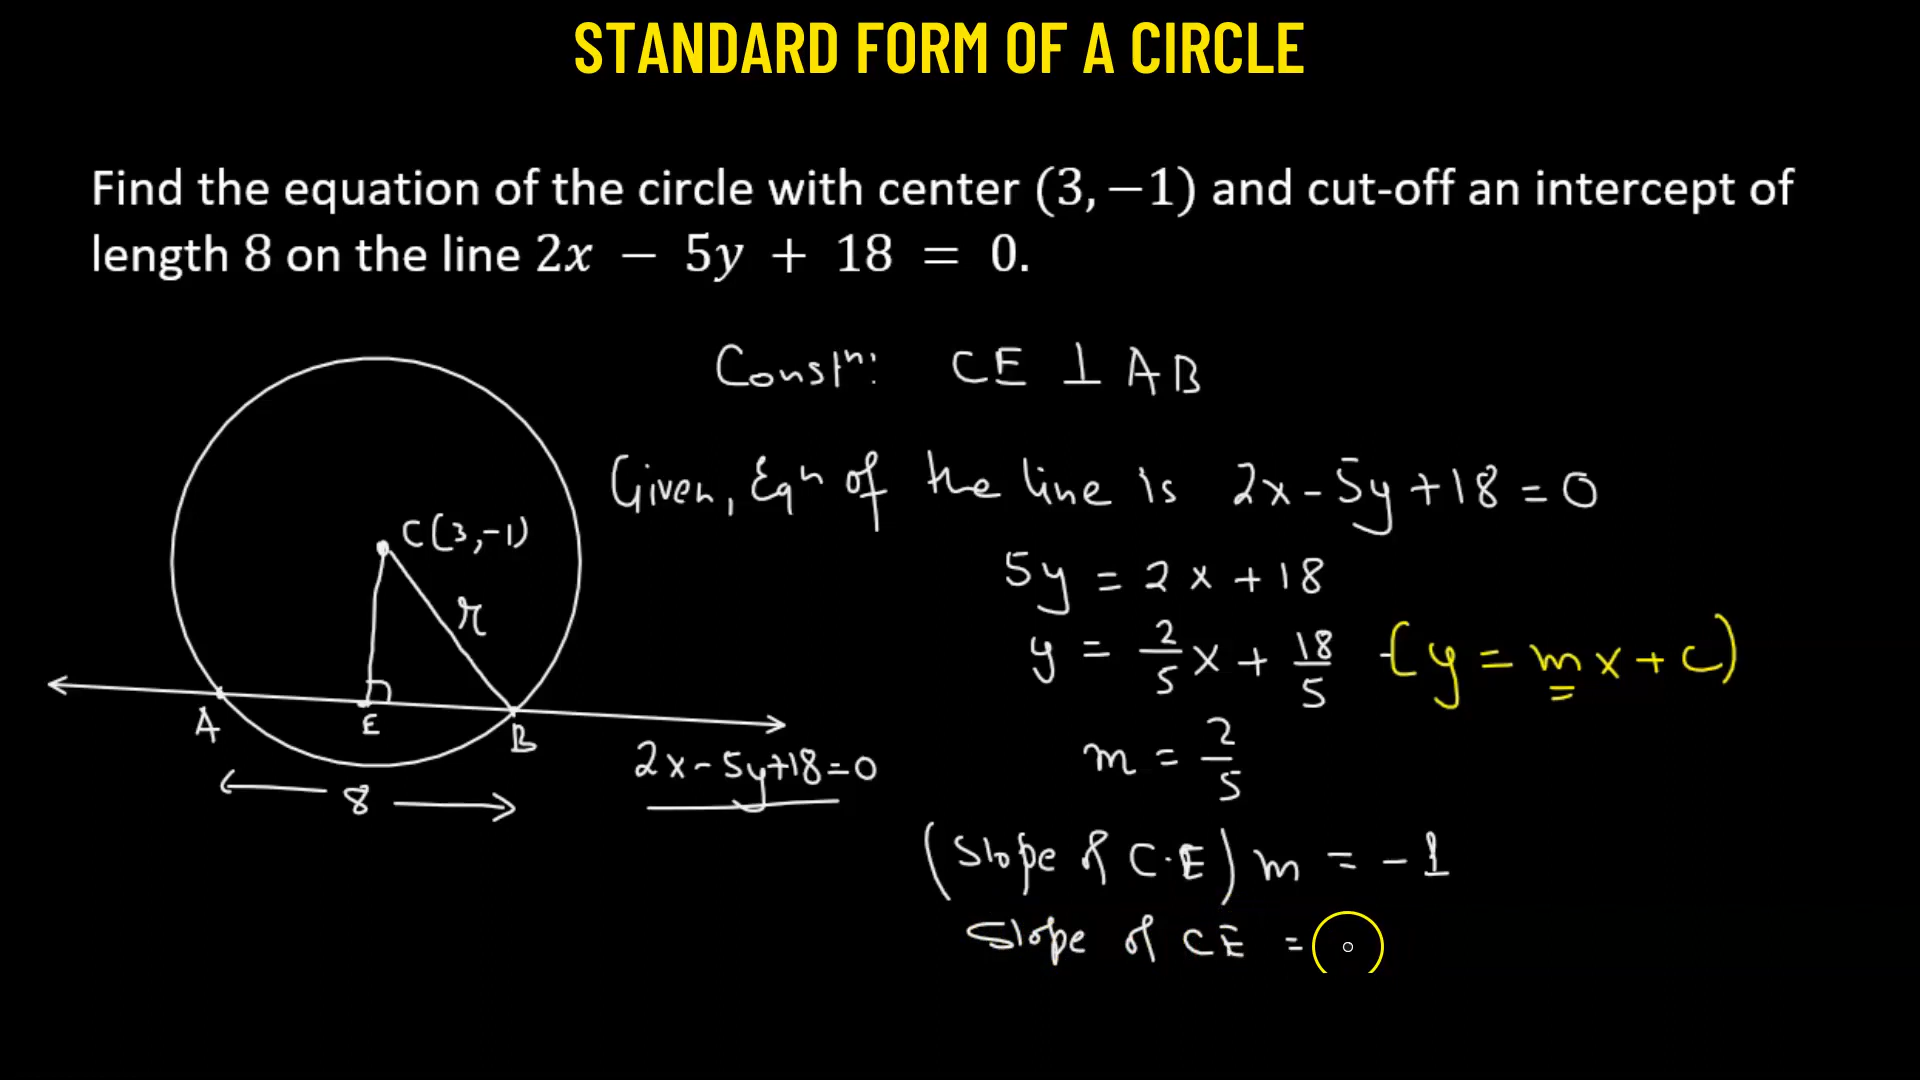 STANDARD FORM OF A CIRCLE
Find the equation of the circle with center (3, −1) and cut-off an intercept of
length 8 on the line 2x − 5y + 18 = 0.
Constⁿ: CE ⊥ AB
Given, Eqⁿ of the line is 2x - 5y + 18 = 0
C(3,-1)
5y = 2x + 18
r
y = 2/5 x + 18/5 (y = mx + c)
A E B
m = 2/5
2x - 5y + 18 = 0
8
(Slope of C·E) m = -1
Slope of CE =